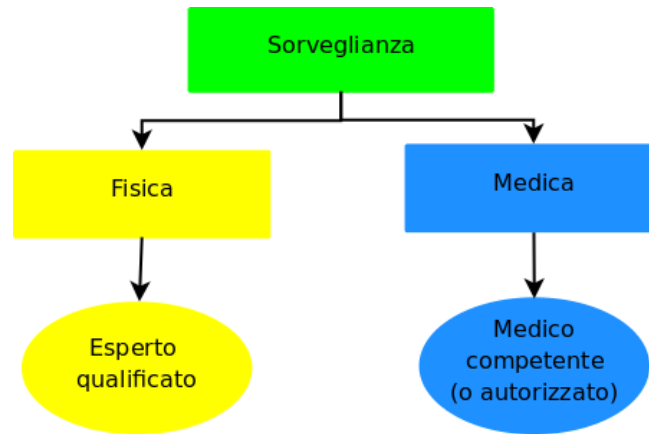 Sorveglianza
Fisica
Medica
Esperto
qualificato
Medico
competente
(o autorizzato)